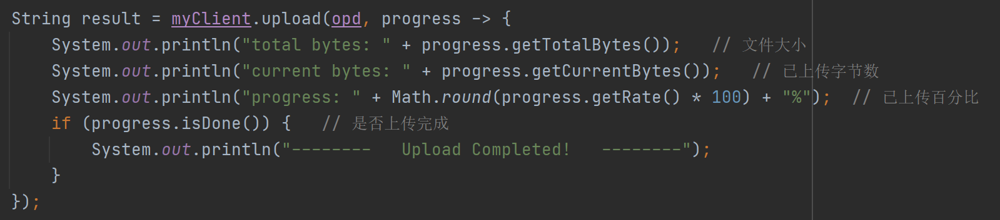 String result = myClient.upload(opd, progress -> {
    System.out.println("total bytes: " + progress.getTotalBytes());   // 文件大小
    System.out.println("current bytes: " + progress.getCurrentBytes());   // 已上传字节数
    System.out.println("progress: " + Math.round(progress.getRate() * 100) + "%");  // 已上传百分比
    if (progress.isDone()) {   // 是否上传完成
        System.out.println("--------   Upload Completed!   --------");
    }
});